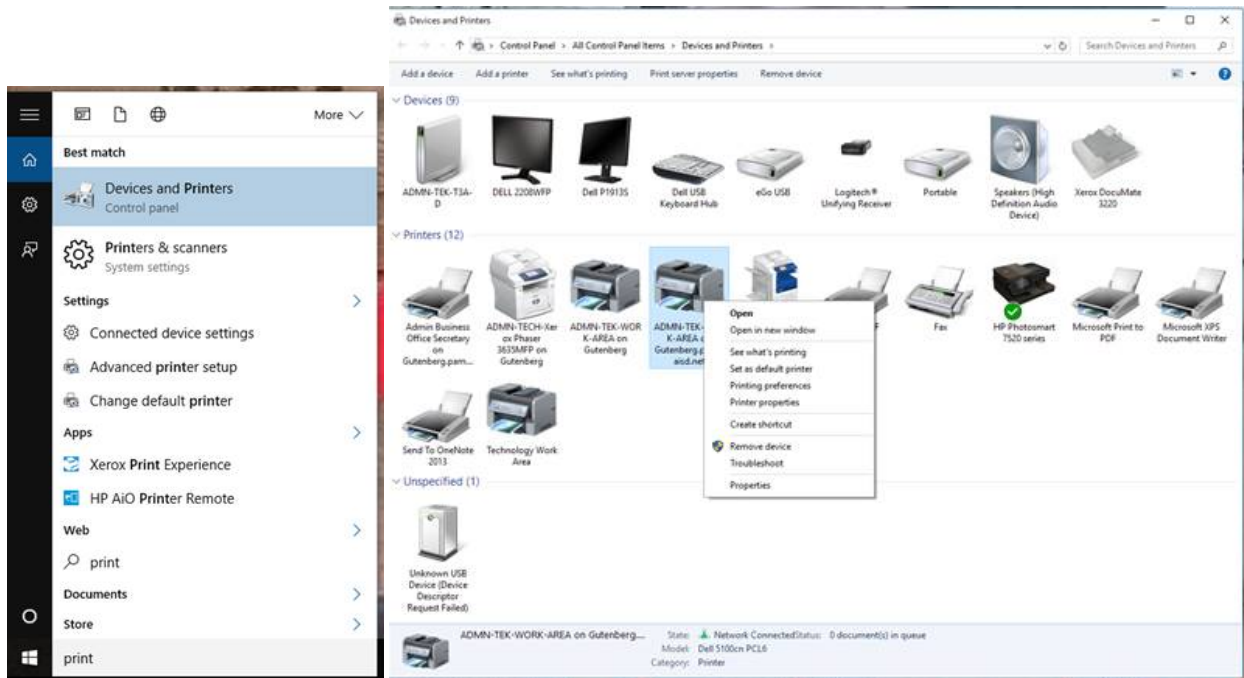 More
Best match
Devices and Printers
Control panel
Printers & scanners
System settings
Settings
Connected device settings
Advanced printer setup
Change default printer
Apps
Xerox Print Experience
HP AiO Printer Remote
Web
print
Documents
Store
print
Devices and Printers
Control Panel > All Control Panel Items > Devices and Printers >
Search Devices and Printers
Add a device Add a printer See what's printing Print server properties Remove device
Devices (9)
ADMN-TEK-T3A-
D
DELL 2208WFP
Dell P1913S
Dell USB
Keyboard Hub
eGo USB
Logitech®
Unifying Receiver
Portable
Speakers (High
Definition Audio
Device)
Xerox DocuMate
3220
Printers (12)
Admin Business
Office Secretary
on
Gutenberg.pam...
ADMN-TECH-Xer
ox Phaser
3635MFP on
Gutenberg
ADMN-TEK-WOR
K-AREA on
Gutenberg
ADMN-TEK-
K-AREA
Gutenberg.p
aisd.net
F
Fax
HP Photosmart
7520 series
Microsoft Print to
PDF
Microsoft XPS
Document Writer
Open
Open in new window
See what's printing
Set as default printer
Printing preferences
Printer properties
Create shortcut
Remove device
Troubleshoot
Properties
Send To OneNote
2013
Technology Work
Area
Unspecified (1)
Unknown USB
Device (Device
Descriptor
Request Failed)
ADMN-TEK-WORK-AREA on Gutenberg.... State: Network Connected Status: 0 document(s) in queue
Model: Dell 5100cn PCL6
Category: Printer